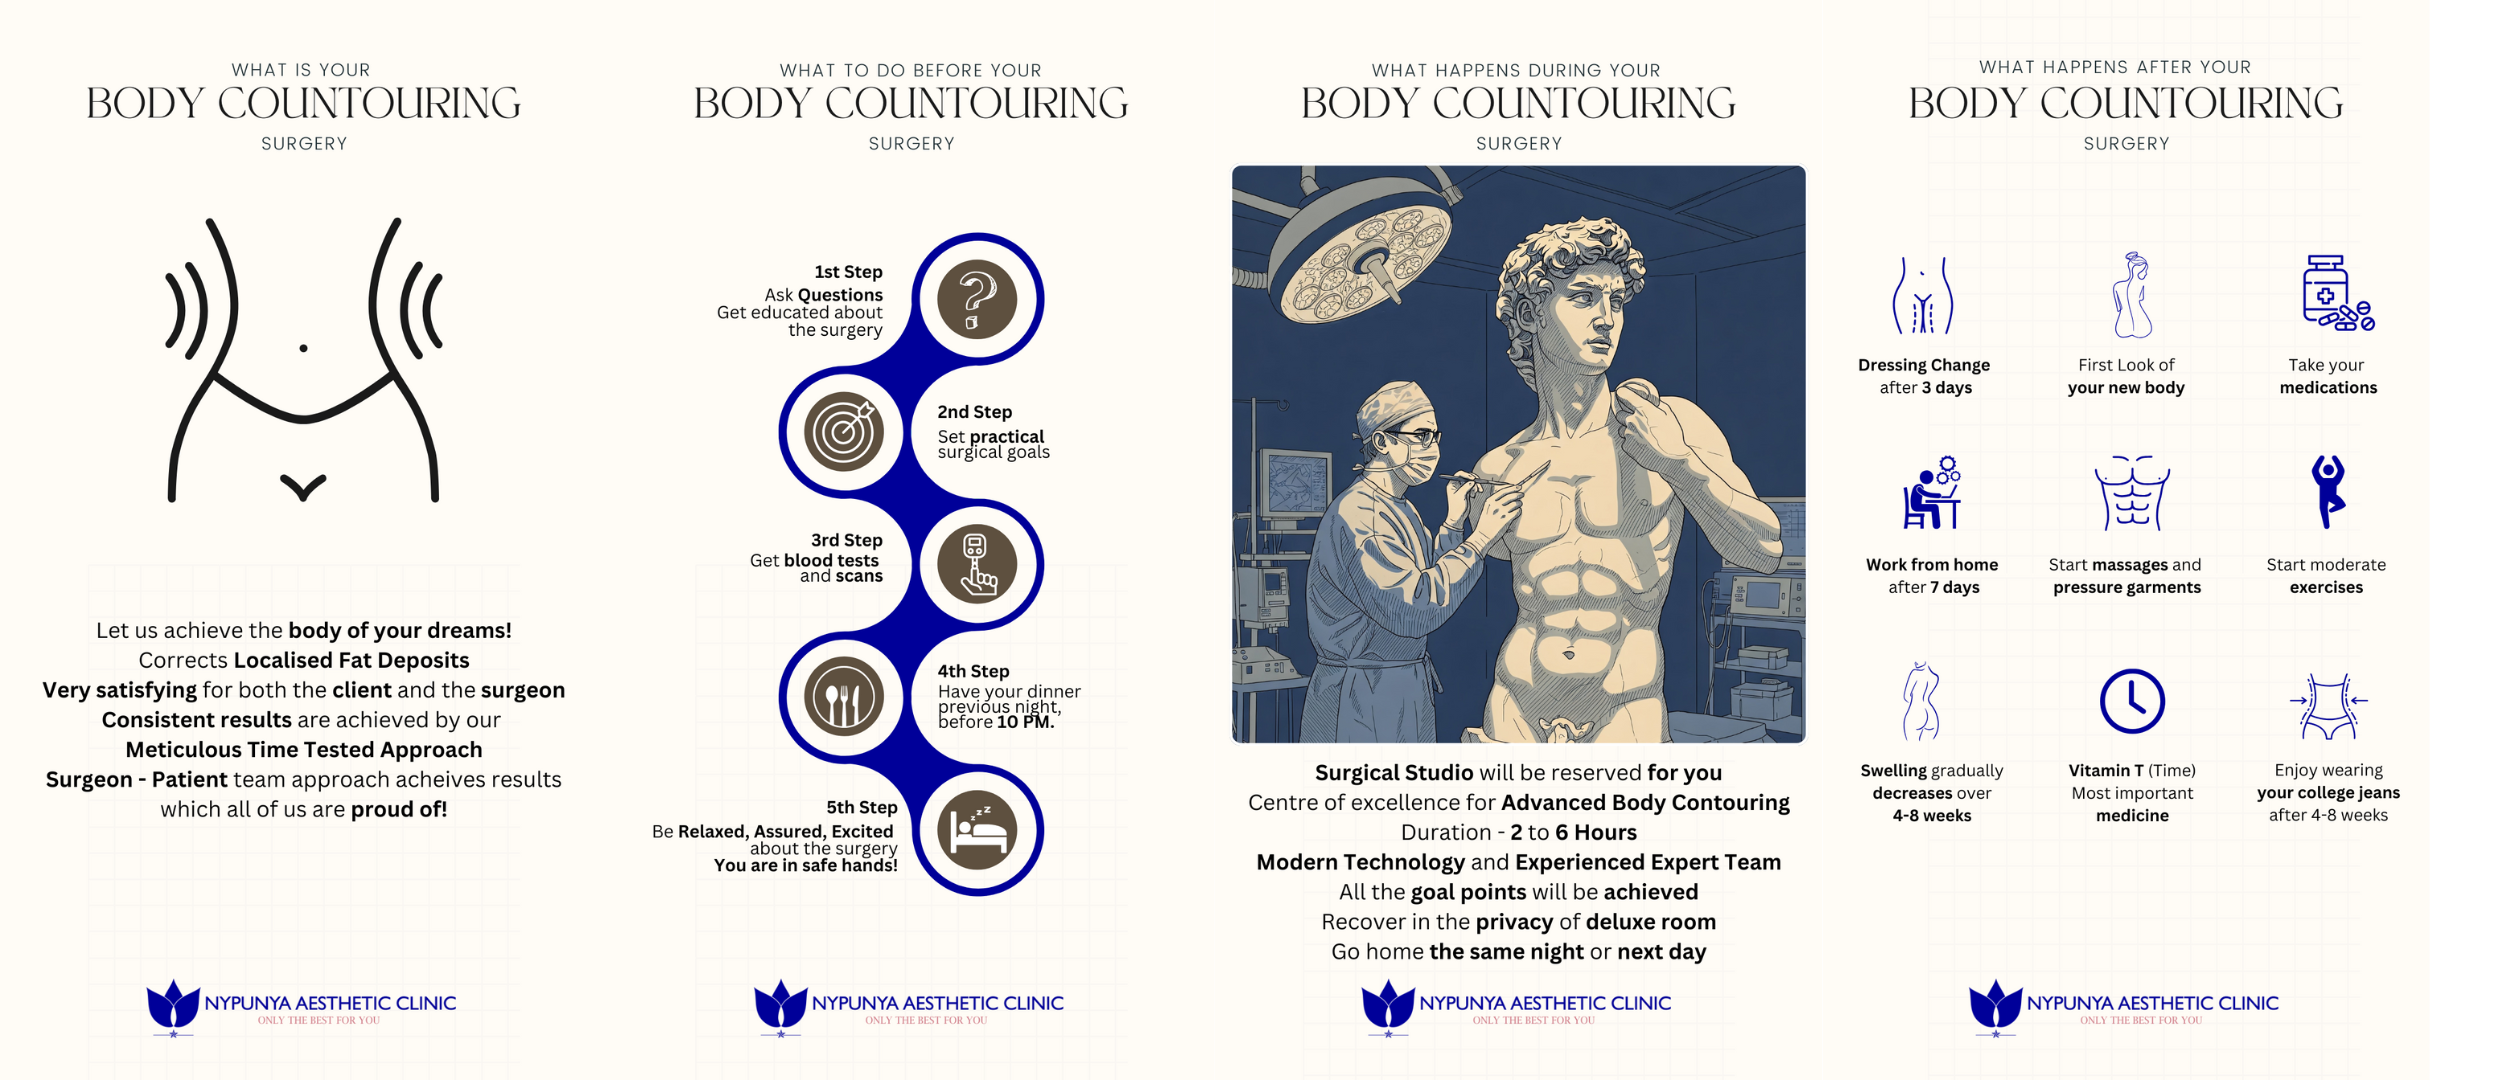 WHAT IS YOUR
BODY COUNTOURING
SURGERY
Let us achieve the body of your dreams!
Corrects Localised Fat Deposits
Very satisfying for both the client and the surgeon
Consistent results are achieved by our
Meticulous Time Tested Approach
Surgeon - Patient team approach acheives results
which all of us are proud of!
NYPUNYA AESTHETIC CLINIC
ONLY THE BEST FOR YOU
WHAT TO DO BEFORE YOUR
BODY COUNTOURING
SURGERY
1st Step
Ask Questions
Get educated about
the surgery
2nd Step
Set practical
surgical goals
3rd Step
Get blood tests
and scans
4th Step
Have your dinner
previous night,
before 10 PM.
5th Step
Be Relaxed, Assured, Excited
about the surgery
You are in safe hands!
NYPUNYA AESTHETIC CLINIC
ONLY THE BEST FOR YOU
WHAT HAPPENS DURING YOUR
BODY COUNTOURING
SURGERY
Surgical Studio will be reserved for you
Centre of excellence for Advanced Body Contouring
Duration - 2 to 6 Hours
Modern Technology and Experienced Expert Team
All the goal points will be achieved
Recover in the privacy of deluxe room
Go home the same night or next day
NYPUNYA AESTHETIC CLINIC
ONLY THE BEST FOR YOU
WHAT HAPPENS AFTER YOUR
BODY COUNTOURING
SURGERY
Dressing Change
after 3 days
First Look of
your new body
Take your
medications
Work from home
after 7 days
Start massages and
pressure garments
Start moderate
exercises
Swelling gradually
decreases over
4-8 weeks
Vitamin T (Time)
Most important
medicine
Enjoy wearing
your college jeans
after 4-8 weeks
NYPUNYA AESTHETIC CLINIC
ONLY THE BEST FOR YOU